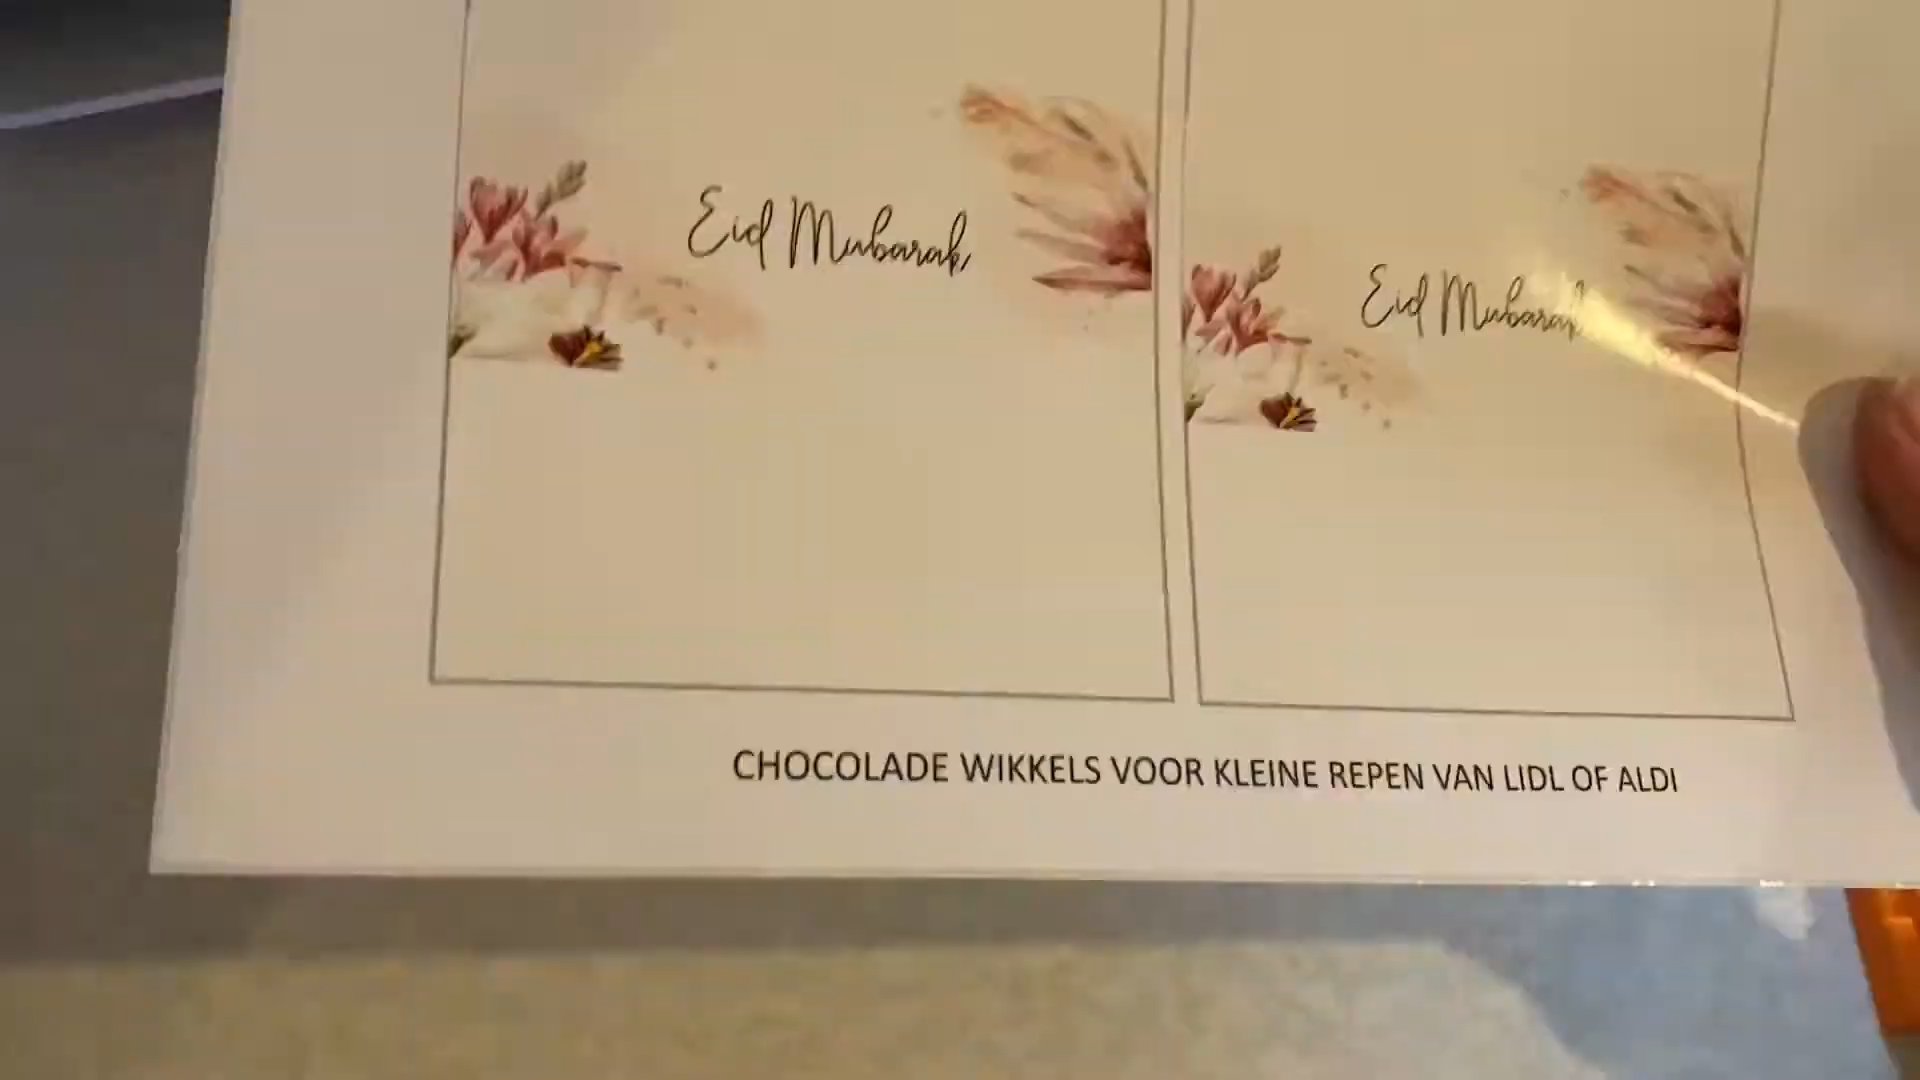 Eid Mubarak
Eid Mubarak
CHOCOLADE WIKKELS VOOR KLEINE REPEN VAN LIDL OF ALDI